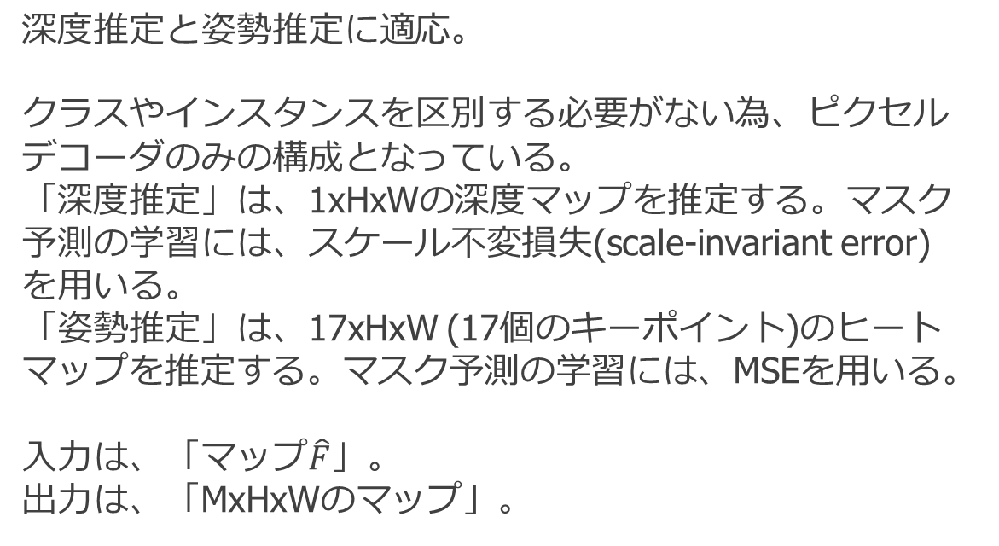 深度推定と姿勢推定に適応。
クラスやインスタンスを区別する必要がない為、ピクセル
デコーダのみの構成となっている。
「深度推定」は、1xHxWの深度マップを推定する。マスク
予測の学習には、スケール不変損失(scale-invariant error)
を用いる。
「姿勢推定」は、17xHxW (17個のキーポイント)のヒート
マップを推定する。マスク予測の学習には、MSEを用いる。
入力は、「マップF̂」。
出力は、「MxHxWのマップ」。